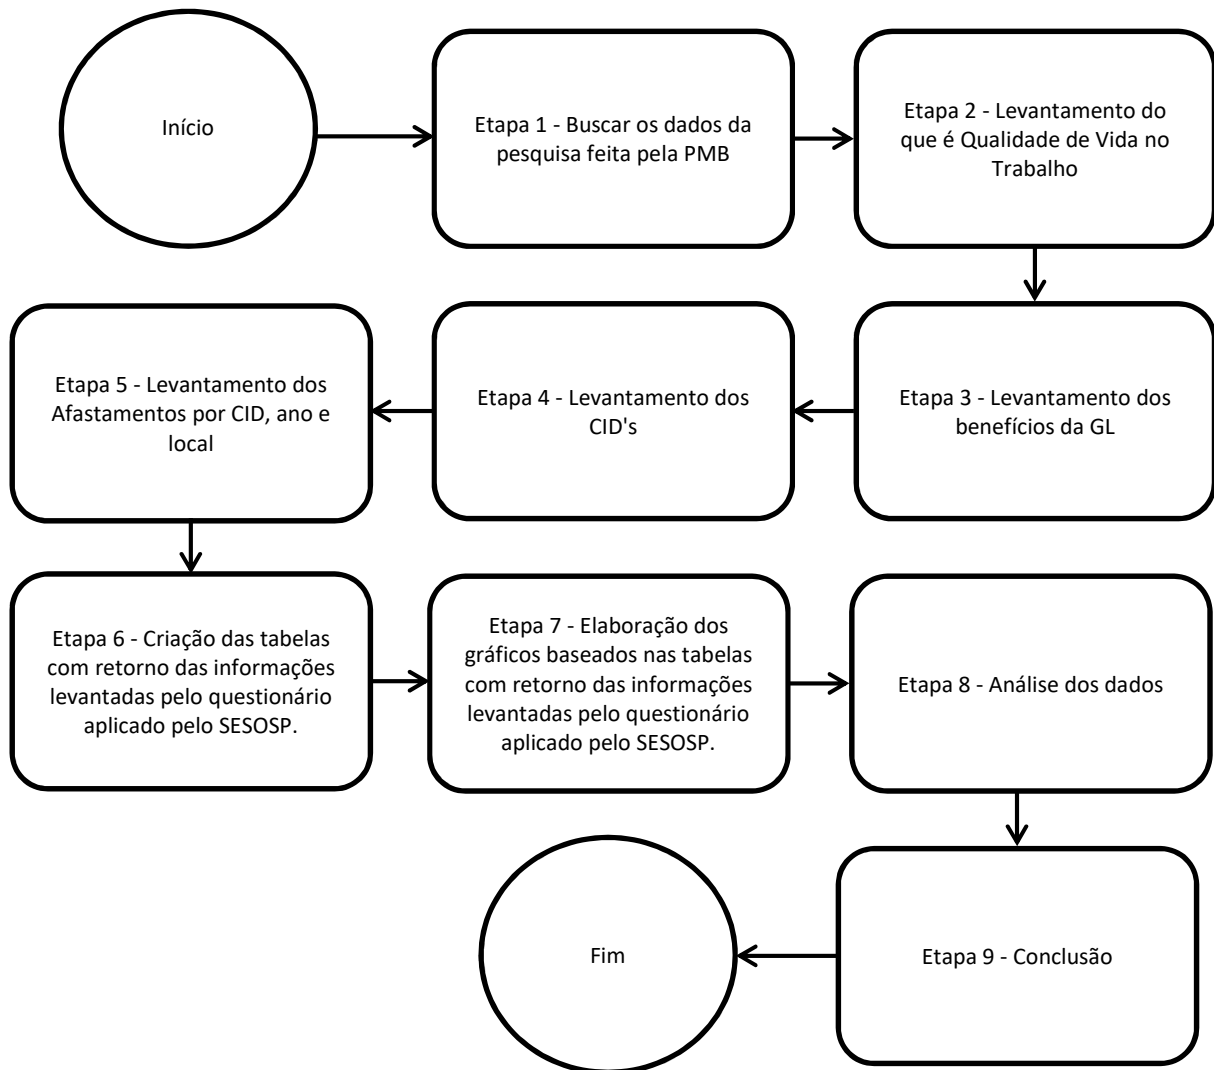 Início
Etapa 1 - Buscar os dados da
pesquisa feita pela PMB
Etapa 2 - Levantamento do
que é Qualidade de Vida no
Trabalho
Etapa 3 - Levantamento dos
benefícios da GL
Etapa 4 - Levantamento dos
CID's
Etapa 5 - Levantamento dos
Afastamentos por CID, ano e
local
Etapa 6 - Criação das tabelas
com retorno das informações
levantadas pelo questionário
aplicado pelo SESOSP.
Etapa 7 - Elaboração dos
gráficos baseados nas tabelas
com retorno das informações
levantadas pelo questionário
aplicado pelo SESOSP.
Etapa 8 - Análise dos dados
Etapa 9 - Conclusão
Fim